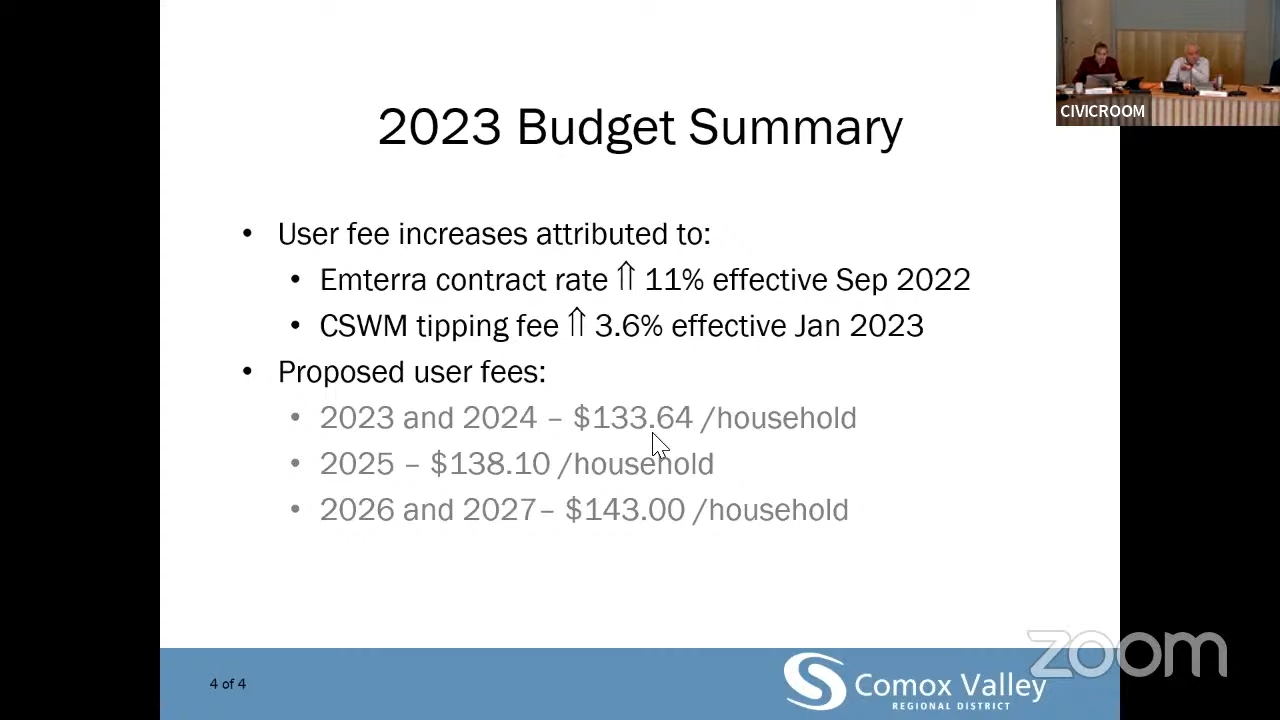 CIVICROOM
2023 Budget Summary
• User fee increases attributed to:
• Emterra contract rate ⇑ 11% effective Sep 2022
• CSWM tipping fee ⇑ 3.6% effective Jan 2023
• Proposed user fees:
• 2023 and 2024 – $133.64 /household
• 2025 – $138.10 /household
• 2026 and 2027– $143.00 /household
zoom
4 of 4
Comox Valley
REGIONAL DISTRICT